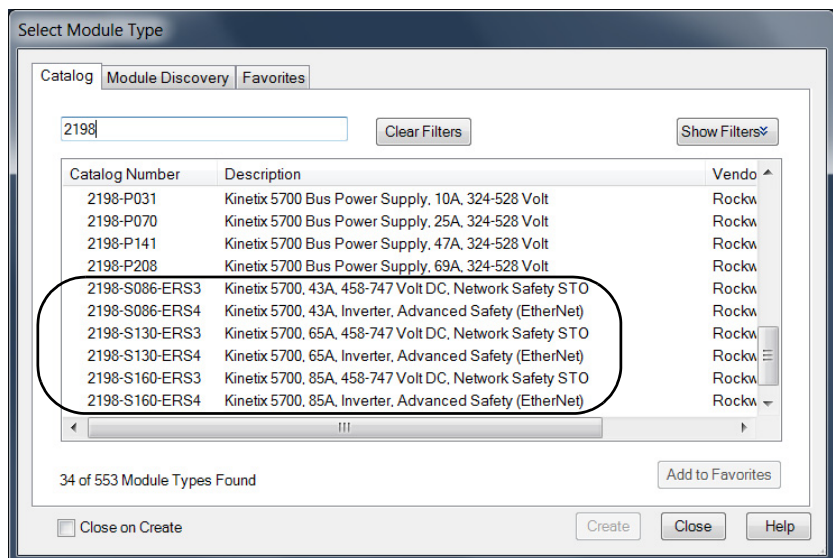 Select Module Type
Catalog Module Discovery Favorites
2198 Clear Filters Show Filters
Catalog Number Description Vendo
2198-P031 Kinetix 5700 Bus Power Supply, 10A, 324-528 Volt Rockw
2198-P070 Kinetix 5700 Bus Power Supply, 25A, 324-528 Volt Rockw
2198-P141 Kinetix 5700 Bus Power Supply, 47A, 324-528 Volt Rockw
2198-P208 Kinetix 5700 Bus Power Supply, 69A, 324-528 Volt Rockw
2198-S086-ERS3 Kinetix 5700, 43A, 458-747 Volt DC, Network Safety STO Rockw
2198-S086-ERS4 Kinetix 5700, 43A, Inverter, Advanced Safety (EtherNet) Rockw
2198-S130-ERS3 Kinetix 5700, 65A, 458-747 Volt DC, Network Safety STO Rockw
2198-S130-ERS4 Kinetix 5700, 65A, Inverter, Advanced Safety (EtherNet) Rockw
2198-S160-ERS3 Kinetix 5700, 85A, 458-747 Volt DC, Network Safety STO Rockw
2198-S160-ERS4 Kinetix 5700, 85A, Inverter, Advanced Safety (EtherNet) Rockw
34 of 553 Module Types Found Add to Favorites
Close on Create Create Close Help